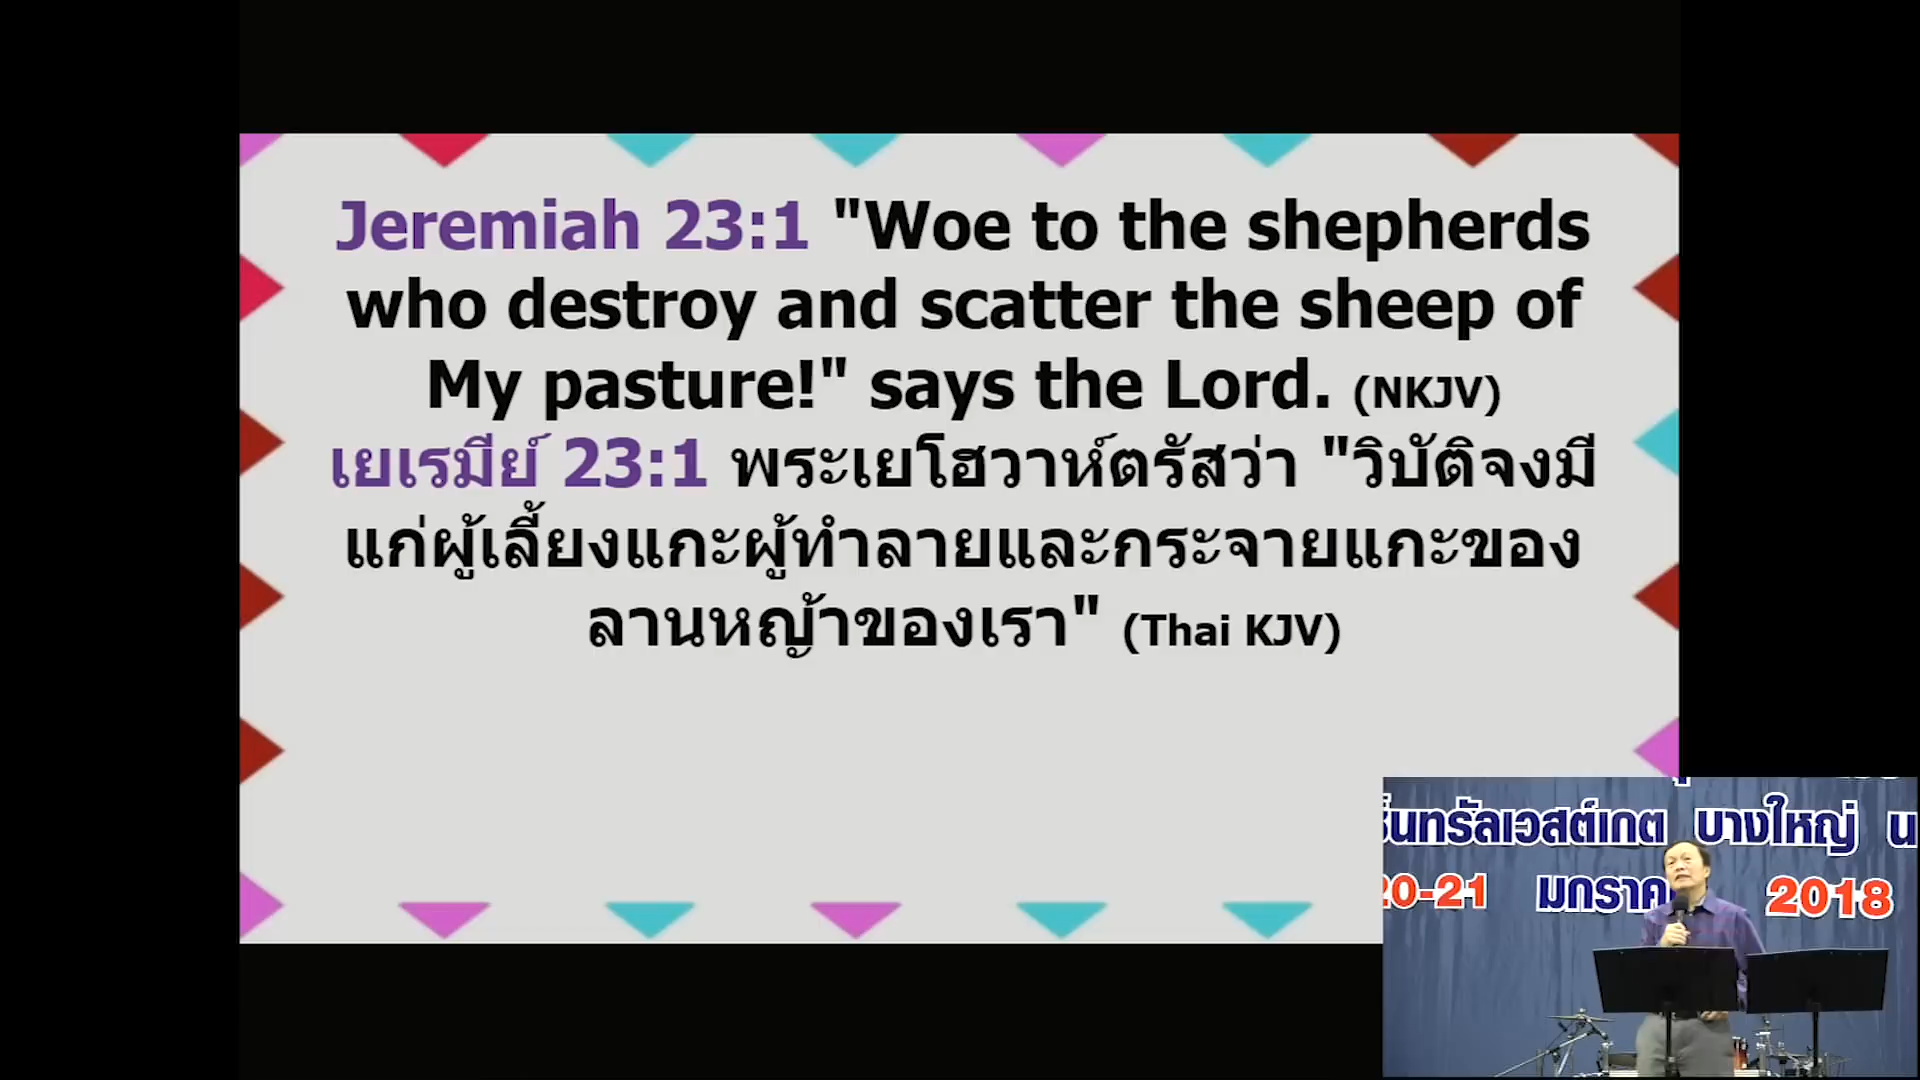 Jeremiah 23:1 "Woe to the shepherds
who destroy and scatter the sheep of
My pasture!" says the Lord. (NKJV)
เยเรมีย์ 23:1 พระเยโฮวาห์ตรัสว่า "วิบัติจงมี
แก่ผู้เลี้ยงแกะผู้ทำลายและกระจายแกะของ
ลานหญ้าของเรา" (Thai KJV)
ซ็นทรัลเวสต์เกต บางใหญ่ น
20-21 มกราค 2018